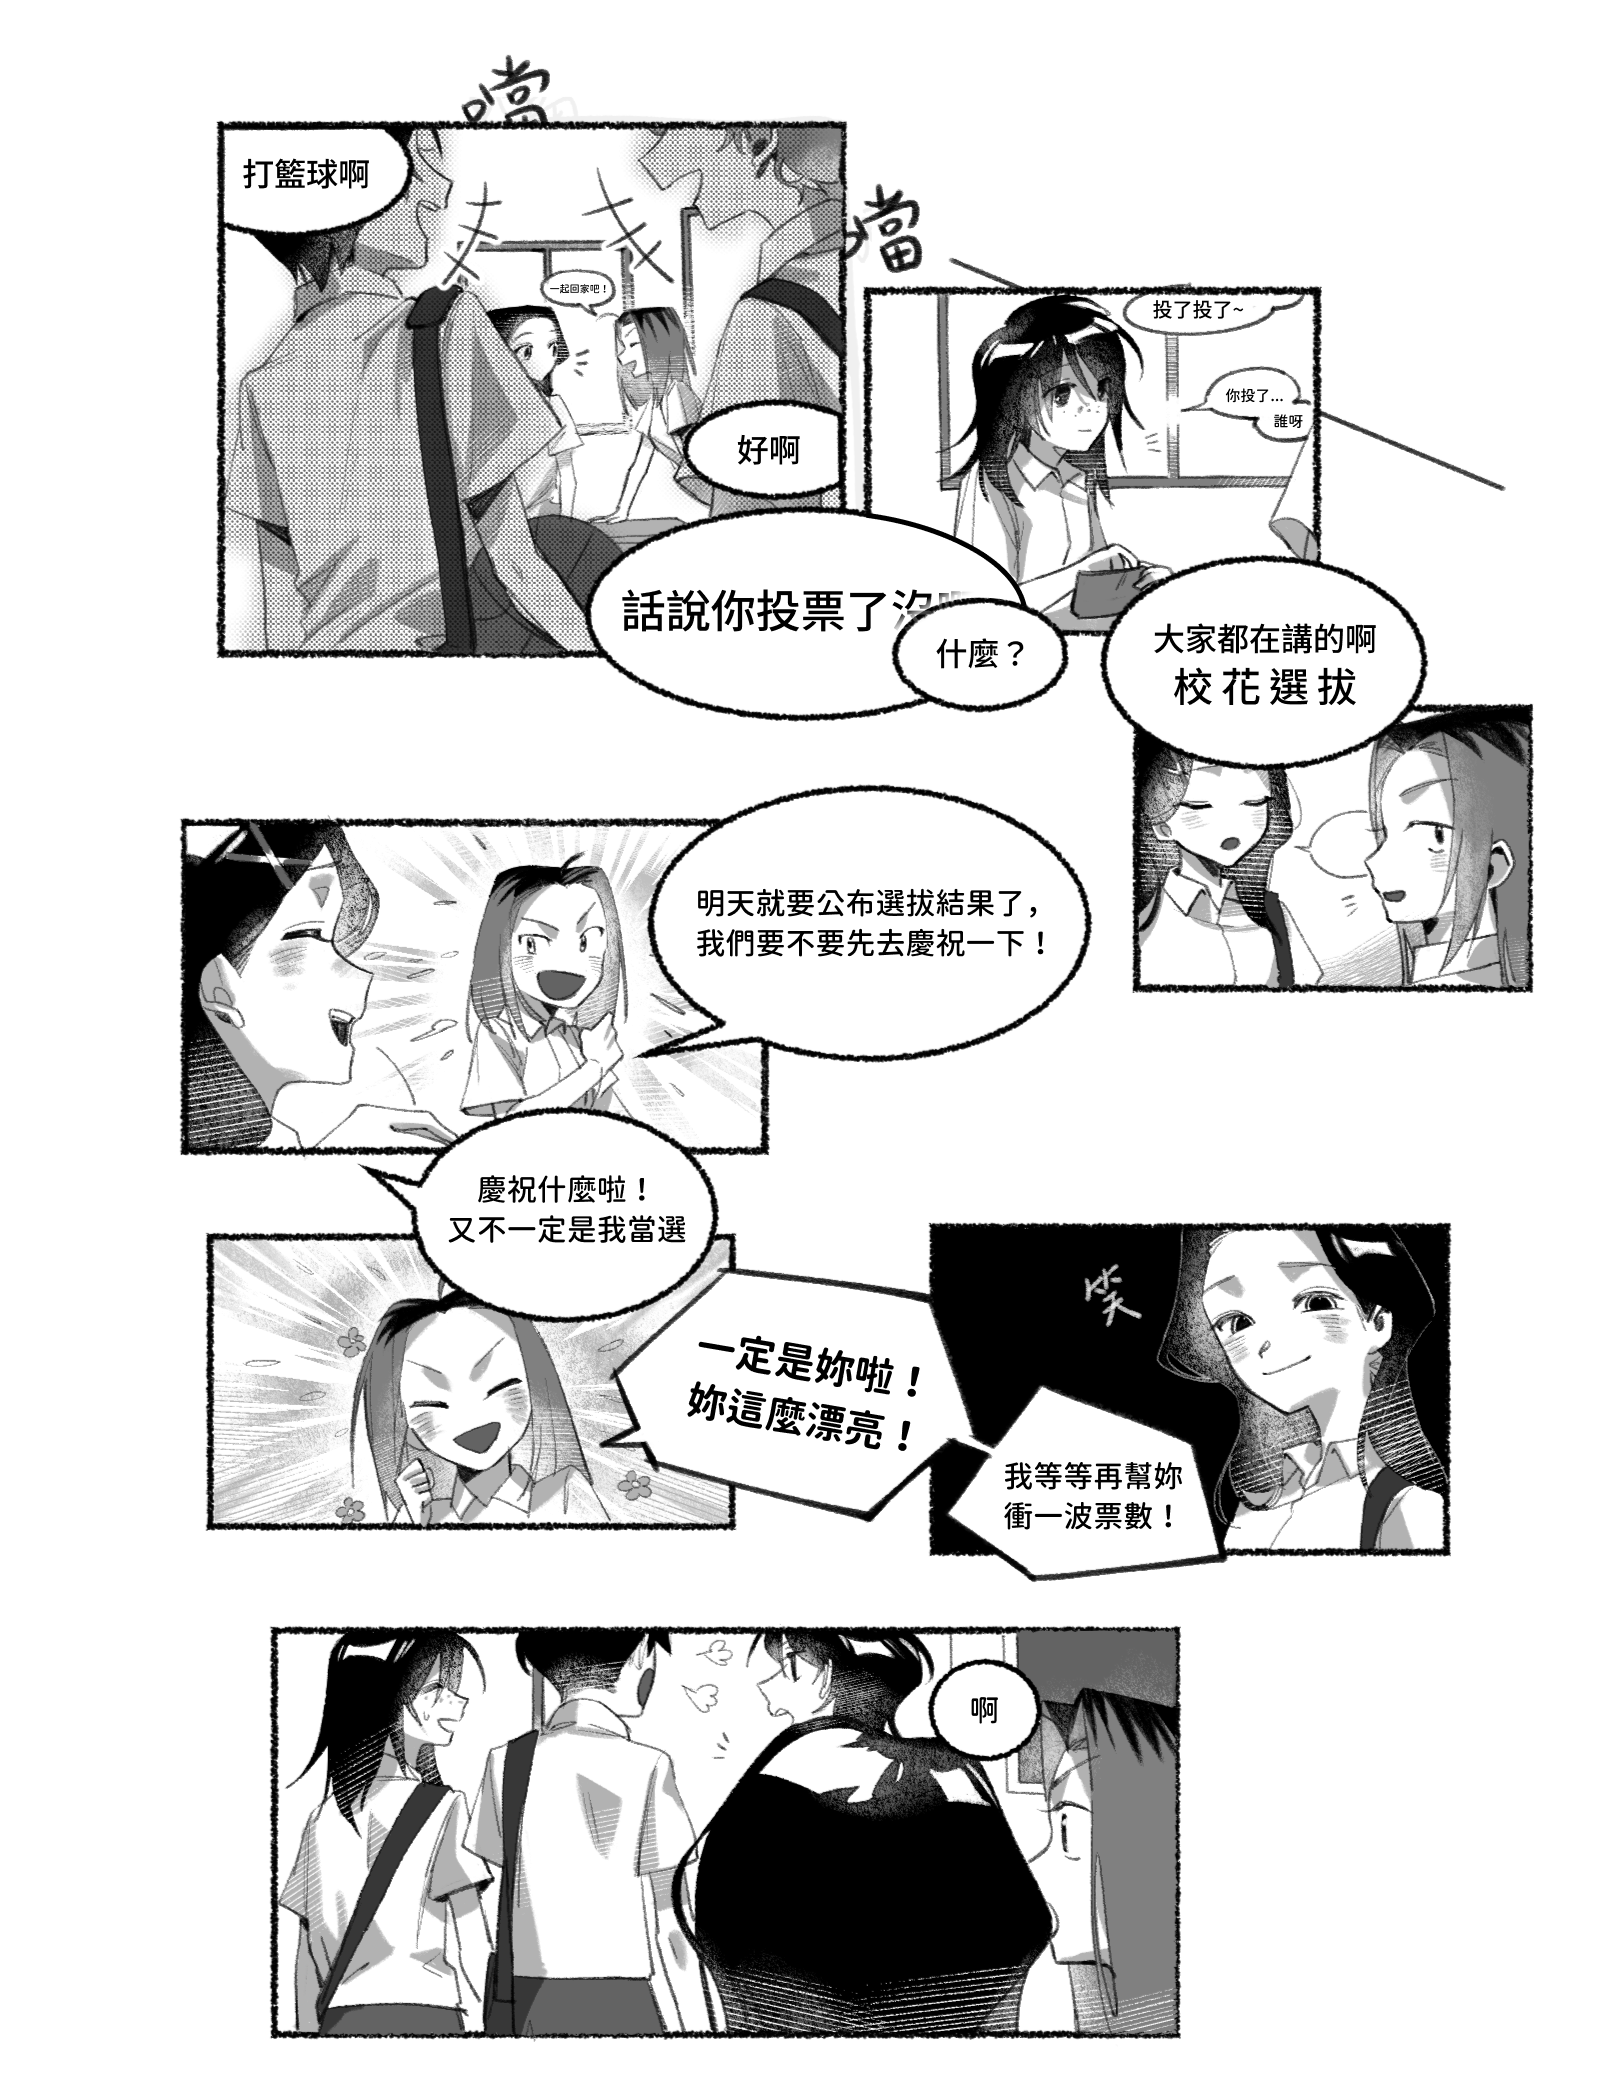 噹
噹
打籃球啊
一起回家吧！
好啊
投了投了~
你投了...
誰呀
話說你投票了沒
什麼？
大家都在講的啊
校花選拔
明天就要公布選拔結果了，
我們要不要先去慶祝一下！
慶祝什麼啦！
又不一定是我當選
一定是妳啦！
妳這麼漂亮！
笑
我等等再幫妳
衝一波票數！
啊